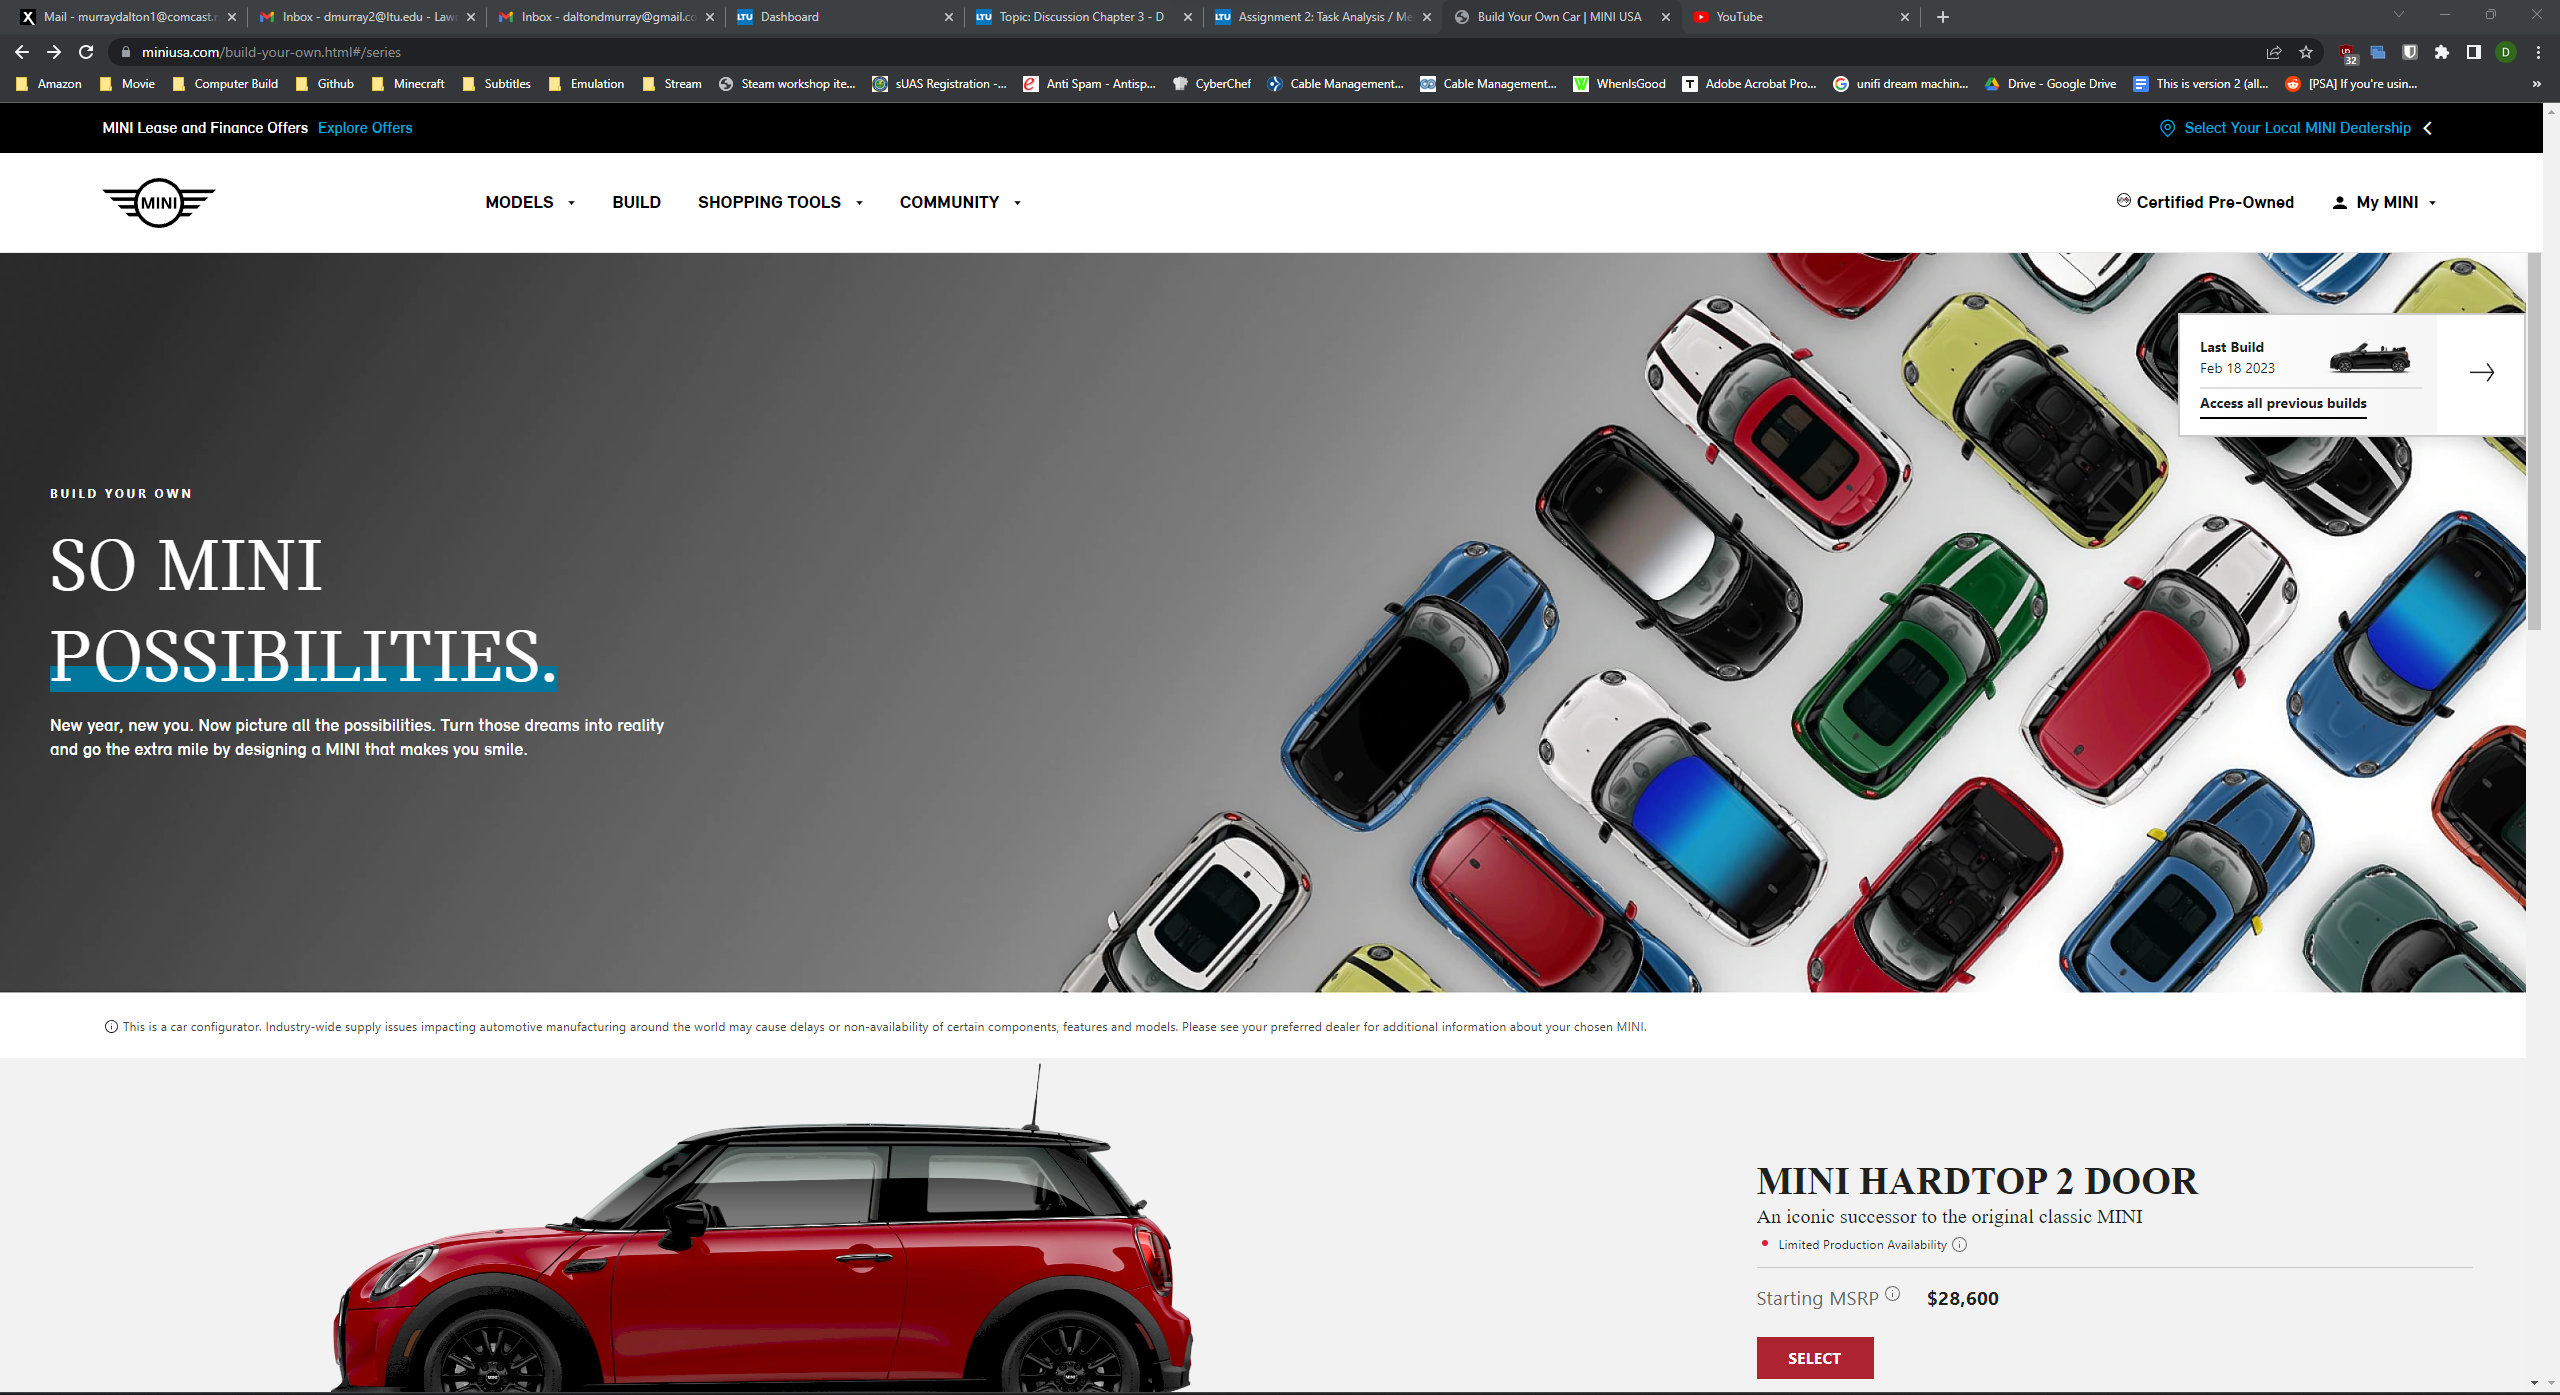 Mail - murraydalton1@comcast.n
Inbox - dmurray2@ltu.edu - Lawr
Inbox - daltondmurray@gmail.co
LTU Dashboard
LTU Topic: Discussion Chapter 3 - D
LTU Assignment 2: Task Analysis / Me
Build Your Own Car | MINI USA
YouTube
miniusa.com/build-your-own.html#/series
32
D
Amazon
Movie
Computer Build
Github
Minecraft
Subtitles
Emulation
Stream
Steam workshop ite...
sUAS Registration -...
Anti Spam - Antisp...
CyberChef
Cable Management...
Cable Management...
WhenIsGood
Adobe Acrobat Pro...
unifi dream machin...
Drive - Google Drive
This is version 2 (all...
[PSA] If you're usin...
MINI Lease and Finance Offers Explore Offers
Select Your Local MINI Dealership
MINI
MODELS
BUILD
SHOPPING TOOLS
COMMUNITY
Certified Pre-Owned
My MINI
Last Build
Feb 18 2023
Access all previous builds
BUILD YOUR OWN
SO MINI
POSSIBILITIES.
New year, new you. Now picture all the possibilities. Turn those dreams into reality
and go the extra mile by designing a MINI that makes you smile.
This is a car configurator. Industry-wide supply issues impacting automotive manufacturing around the world may cause delays or non-availability of certain components, features and models. Please see your preferred dealer for additional information about your chosen MINI.
MINI HARDTOP 2 DOOR
An iconic successor to the original classic MINI
Limited Production Availability
Starting MSRP $28,600
SELECT